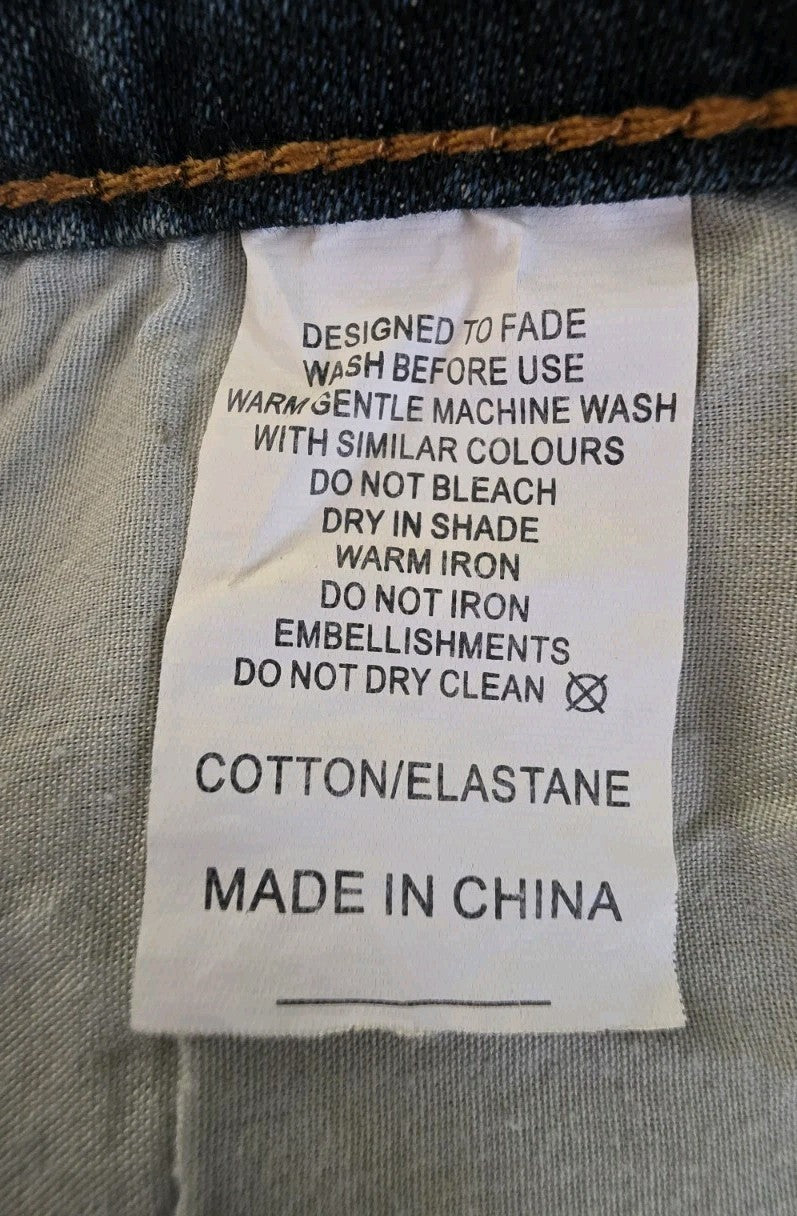 DESIGNED TO FADE
WASH BEFORE USE
WARM GENTLE MACHINE WASH
WITH SIMILAR COLOURS
DO NOT BLEACH
DRY IN SHADE
WARM IRON
DO NOT IRON
EMBELLISHMENTS
DO NOT DRY CLEAN
COTTON/ELASTANE
MADE IN CHINA